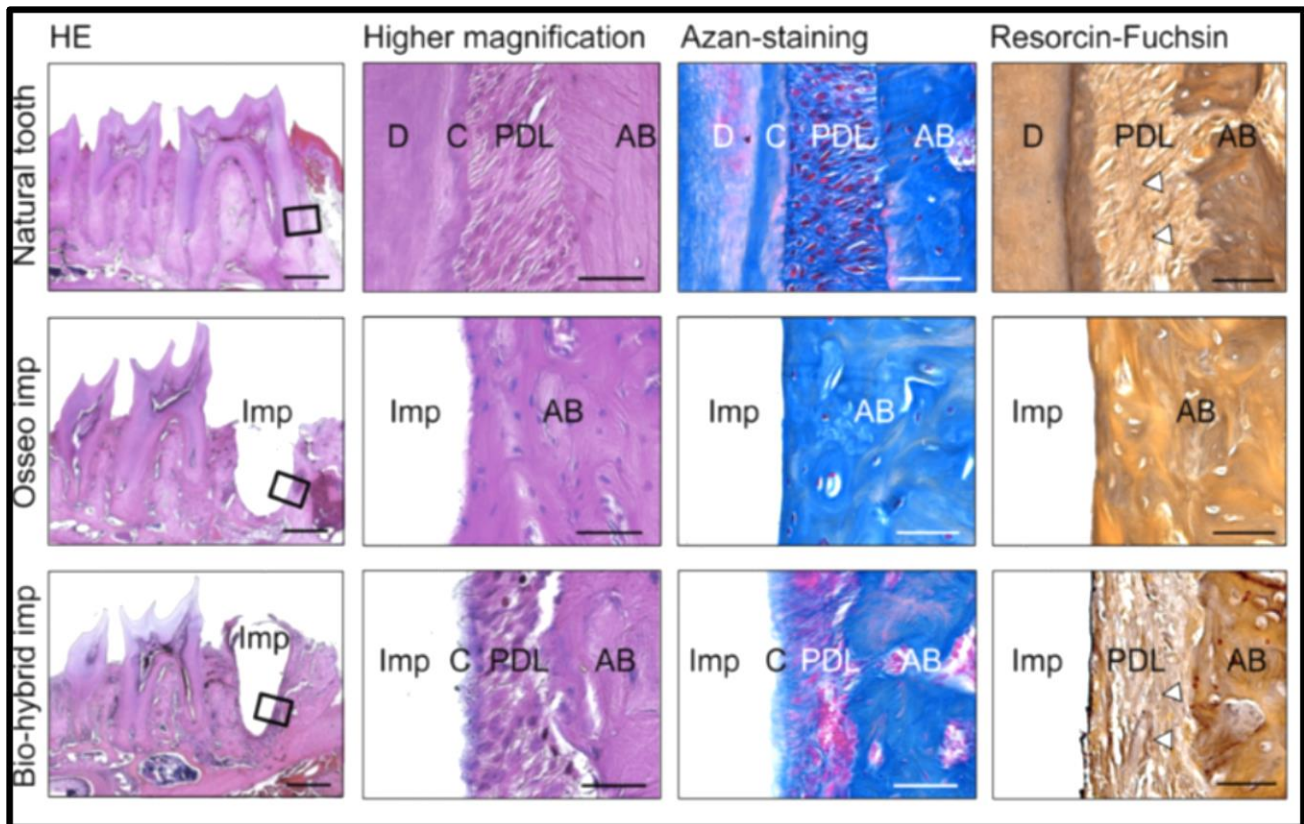 HE Higher magnification Azan-staining Resorcin-Fuchsin
Natural tooth
D C PDL AB
D C PDL AB
D PDL AB
Osseo imp
Imp
Imp AB
Imp AB
Imp AB
Bio-hybrid imp
Imp
Imp C PDL AB
Imp C PDL AB
Imp PDL AB